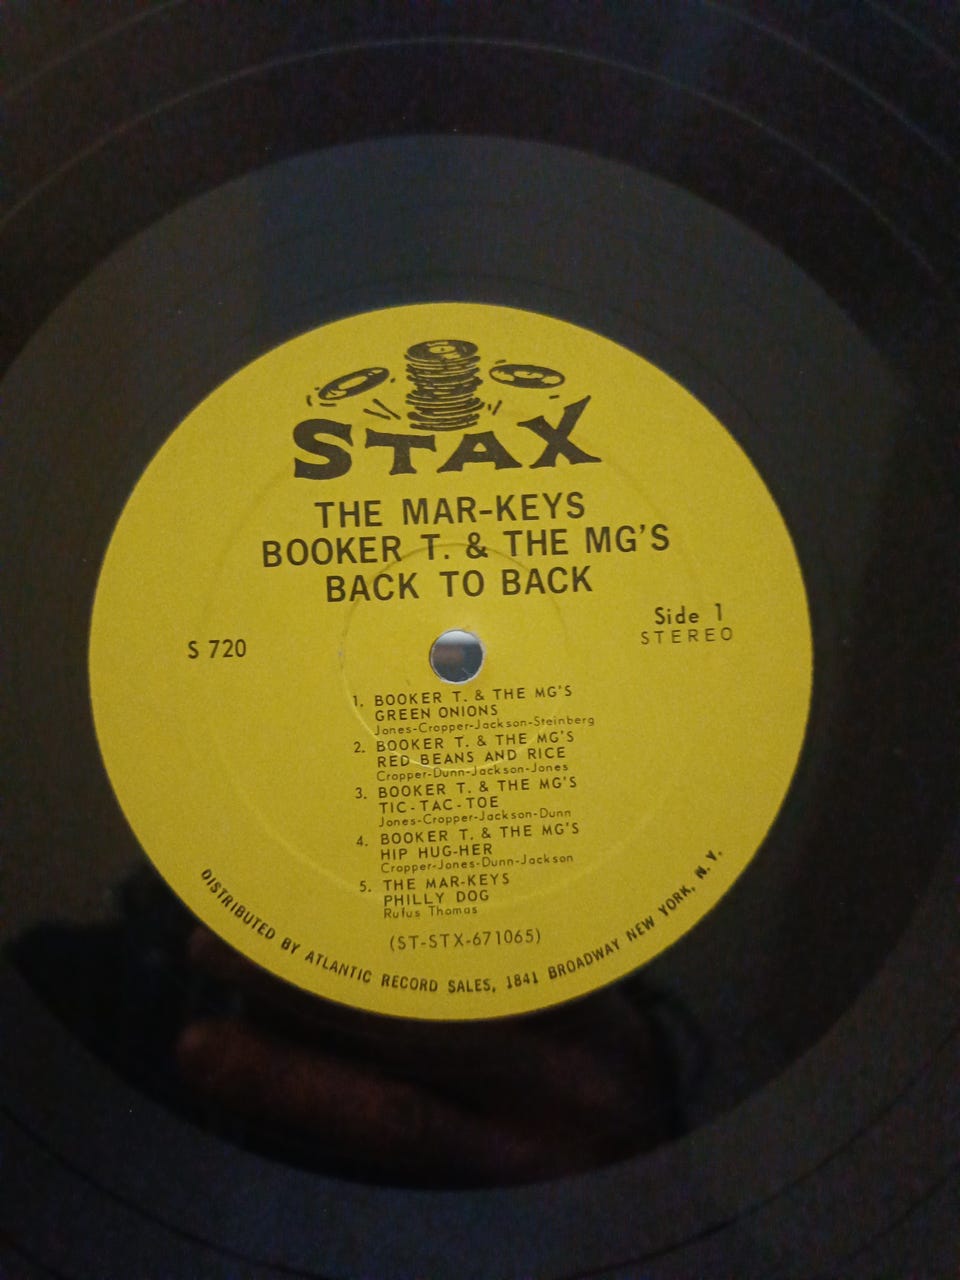 STAX
THE MAR-KEYS
BOOKER T. & THE MG'S
BACK TO BACK
S 720
Side 1
STEREO
1. BOOKER T. & THE MG'S
GREEN ONIONS
Jones-Cropper-Jackson-Steinberg
2. BOOKER T. & THE MG'S
RED BEANS AND RICE
Cropper-Dunn-Jackson-Jones
3. BOOKER T. & THE MG'S
TIC-TAC-TOE
Jones-Cropper-Jackson-Dunn
4. BOOKER T. & THE MG'S
HIP HUG-HER
Cropper-Jones-Dunn-Jackson
5. THE MAR-KEYS
PHILLY DOG
Rufus Thomas
(ST-STX-671065)
DISTRIBUTED BY ATLANTIC RECORD SALES, 1841 BROADWAY NEW YORK, N. Y.